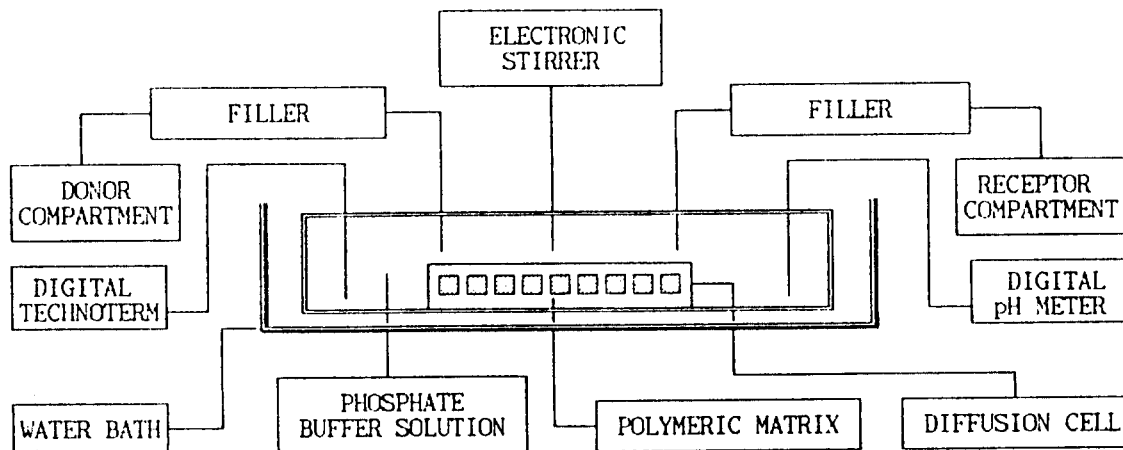 ELECTRONIC
STIRRER
FILLER
FILLER
DONOR
COMPARTMENT
RECEPTOR
COMPARTMENT
DIGITAL
TECHNOTERM
DIGITAL
pH METER
WATER BATH
PHOSPHATE
BUFFER SOLUTION
POLYMERIC MATRIX
DIFFUSION CELL